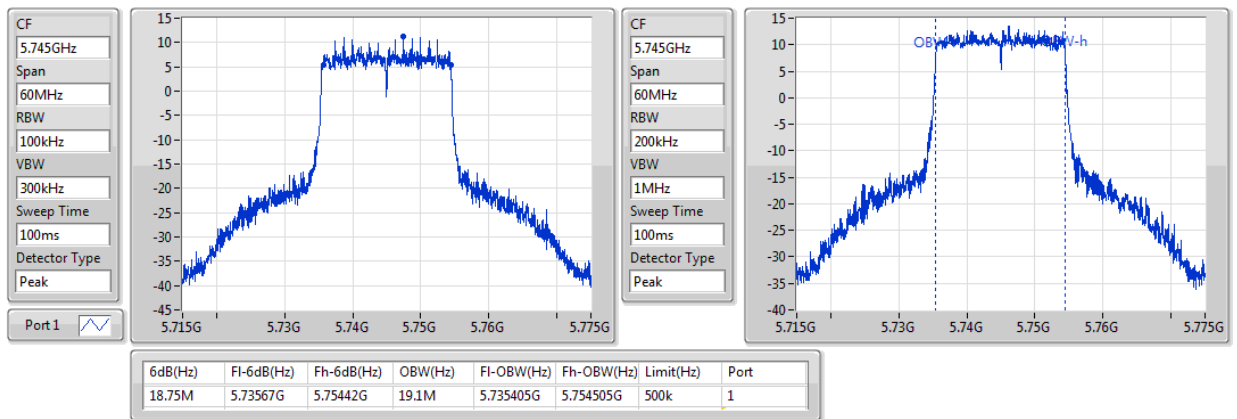 CF
5.745GHz
Span
60MHz
RBW
100kHz
VBW
300kHz
Sweep Time
100ms
Detector Type
Peak
Port 1
15
10
5
0
-5
-10
-15
-20
-25
-30
-35
-40
-45
5.715G 5.73G 5.74G 5.75G 5.76G 5.775G
CF
5.745GHz
Span
60MHz
RBW
200kHz
VBW
1MHz
Sweep Time
100ms
Detector Type
Peak
15
10
5
0
-5
-10
-15
-20
-25
-30
-35
-40
5.715G 5.73G 5.74G 5.75G 5.76G 5.775G
6dB(Hz) Fl-6dB(Hz) Fh-6dB(Hz) OBW(Hz) Fl-OBW(Hz) Fh-OBW(Hz) Limit(Hz) Port
18.75M 5.73567G 5.75442G 19.1M 5.735405G 5.754505G 500k 1